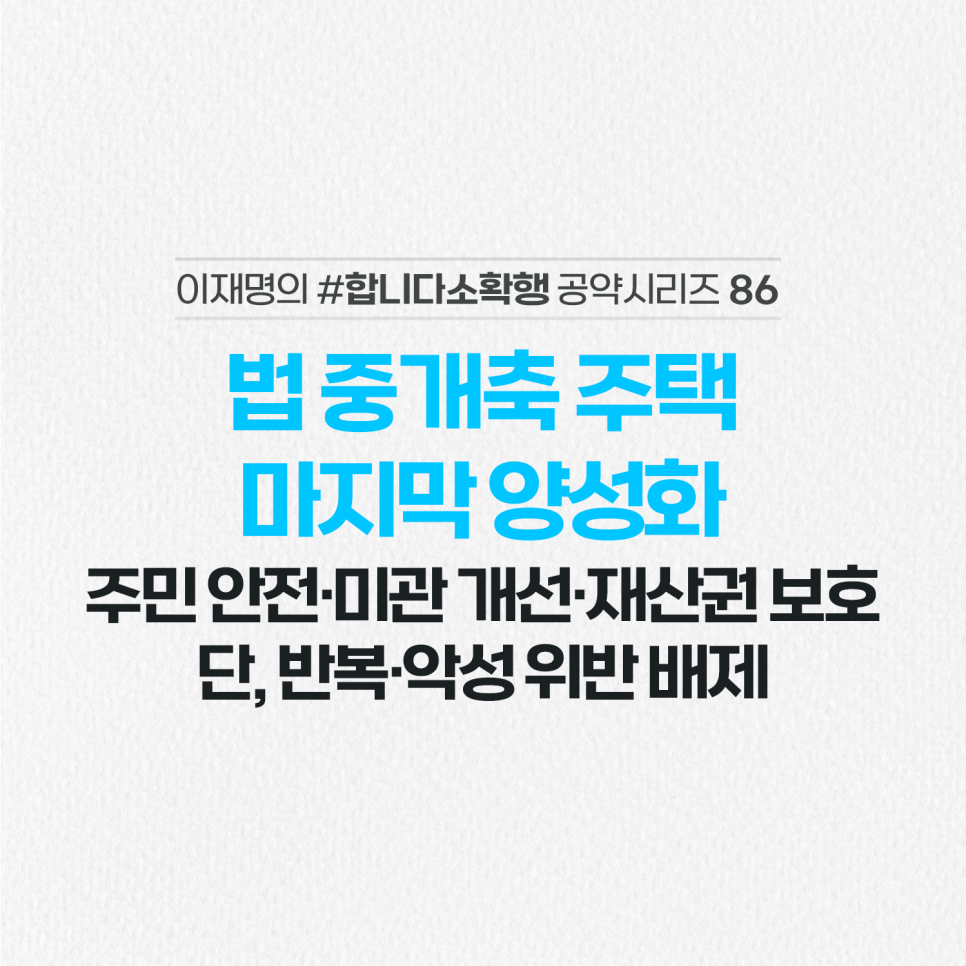 이재명의 #합니다소확행 공약시리즈 86
법 중개축 주택
마지막 양성화
주민 안전·미관 개선·재산권 보호
단, 반복·악성 위반 배제